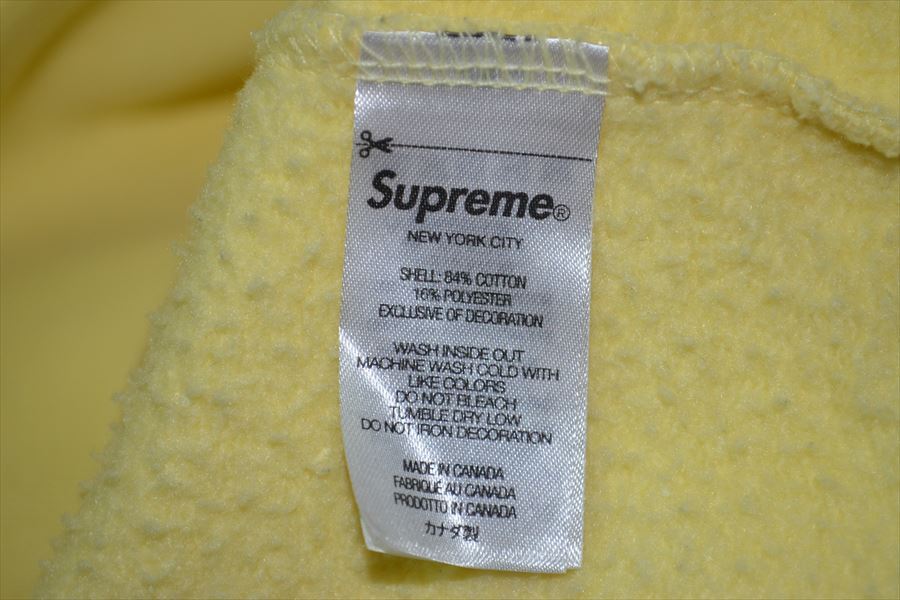 Supreme®
NEW YORK CITY
SHELL: 84% COTTON
16% POLYESTER
EXCLUSIVE OF DECORATION
WASH INSIDE OUT
MACHINE WASH COLD WITH
LIKE COLORS
DO NOT BLEACH
TUMBLE DRY LOW
DO NOT IRON DECORATION
MADE IN CANADA
FABRIQUÉ AU CANADA
PRODOTTO IN CANADA
カナダ製